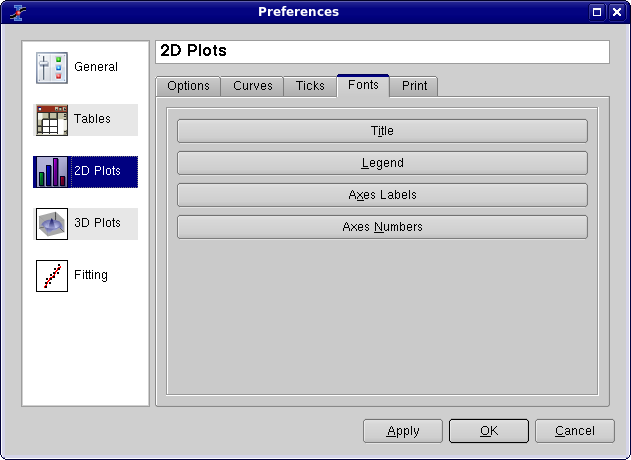 Preferences
General
Tables
2D Plots
3D Plots
Fitting
2D Plots
Options Curves Ticks Fonts Print
Title
Legend
Axes Labels
Axes Numbers
Apply OK Cancel